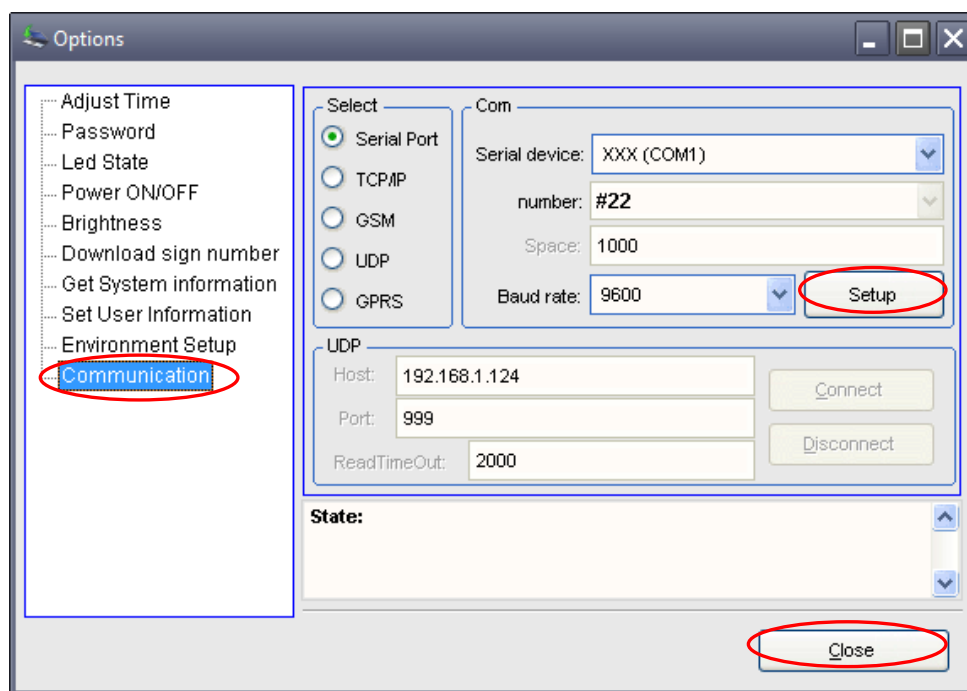 Options
Adjust Time
Password
Led State
Power ON/OFF
Brightness
Download sign number
Get System information
Set User Information
Environment Setup
Communication
Select
Serial Port
TCP/IP
GSM
UDP
GPRS
Com
Serial device: XXX (COM1)
number: #22
Space: 1000
Baud rate: 9600 Setup
UDP
Host: 192.168.1.124
Port: 999
ReadTimeOut: 2000
Connect
Disconnect
State:
Close